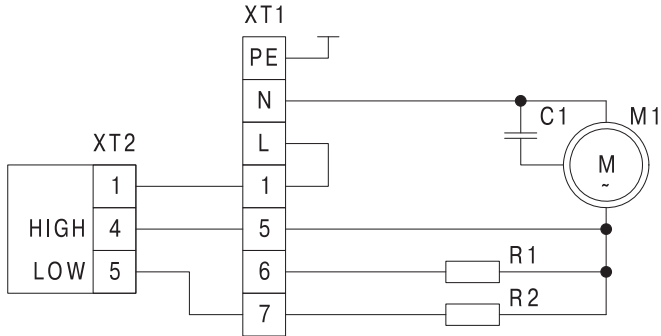 XT1
PE
N
C1 M1
XT2 L M
~
1 1
HIGH 4 5
LOW 5 6 R1
7 R2